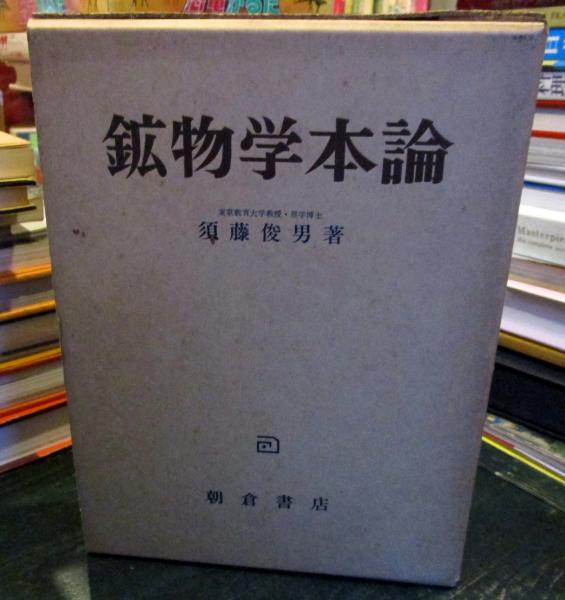 鉱物学本論
東京教育大学教授・理学博士
須藤俊男著
朝倉書店
Masterpiec